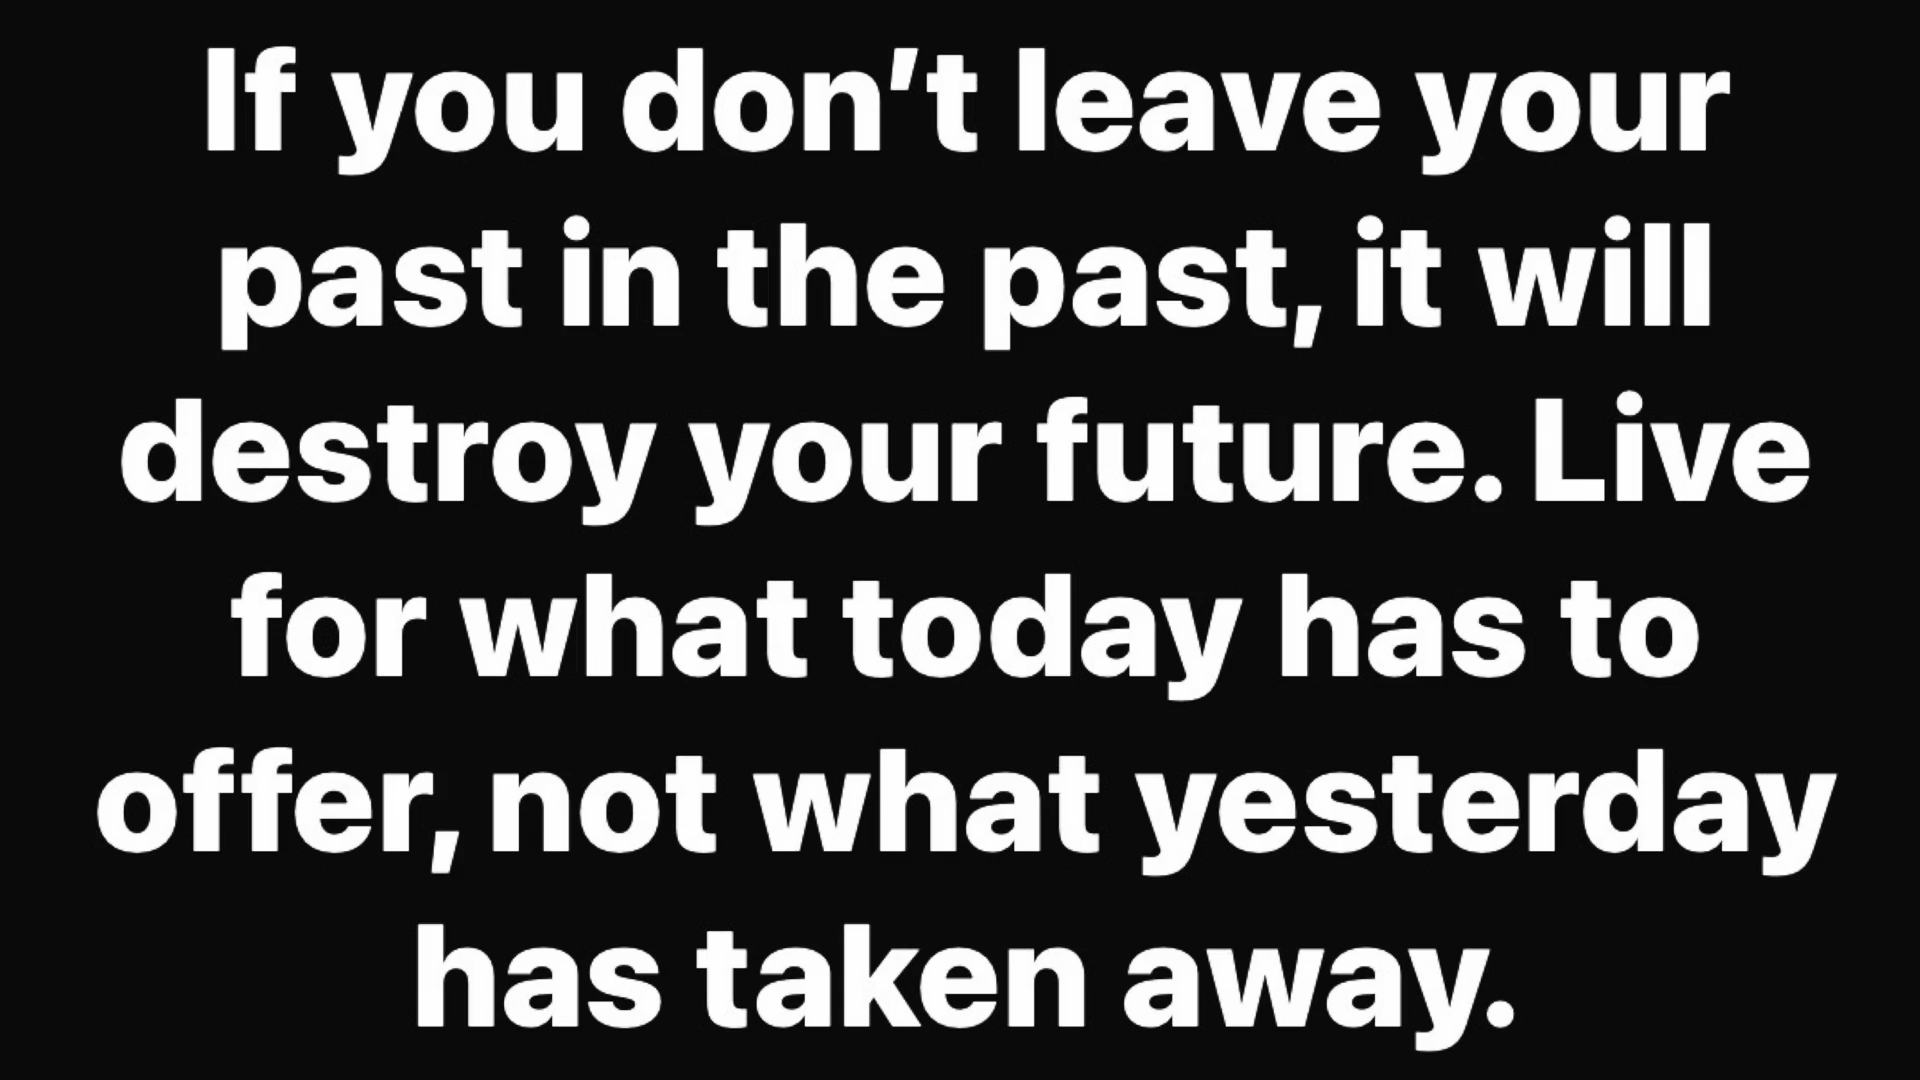 If you don’t leave your
past in the past, it will
destroy your future. Live
for what today has to
offer, not what yesterday
has taken away.